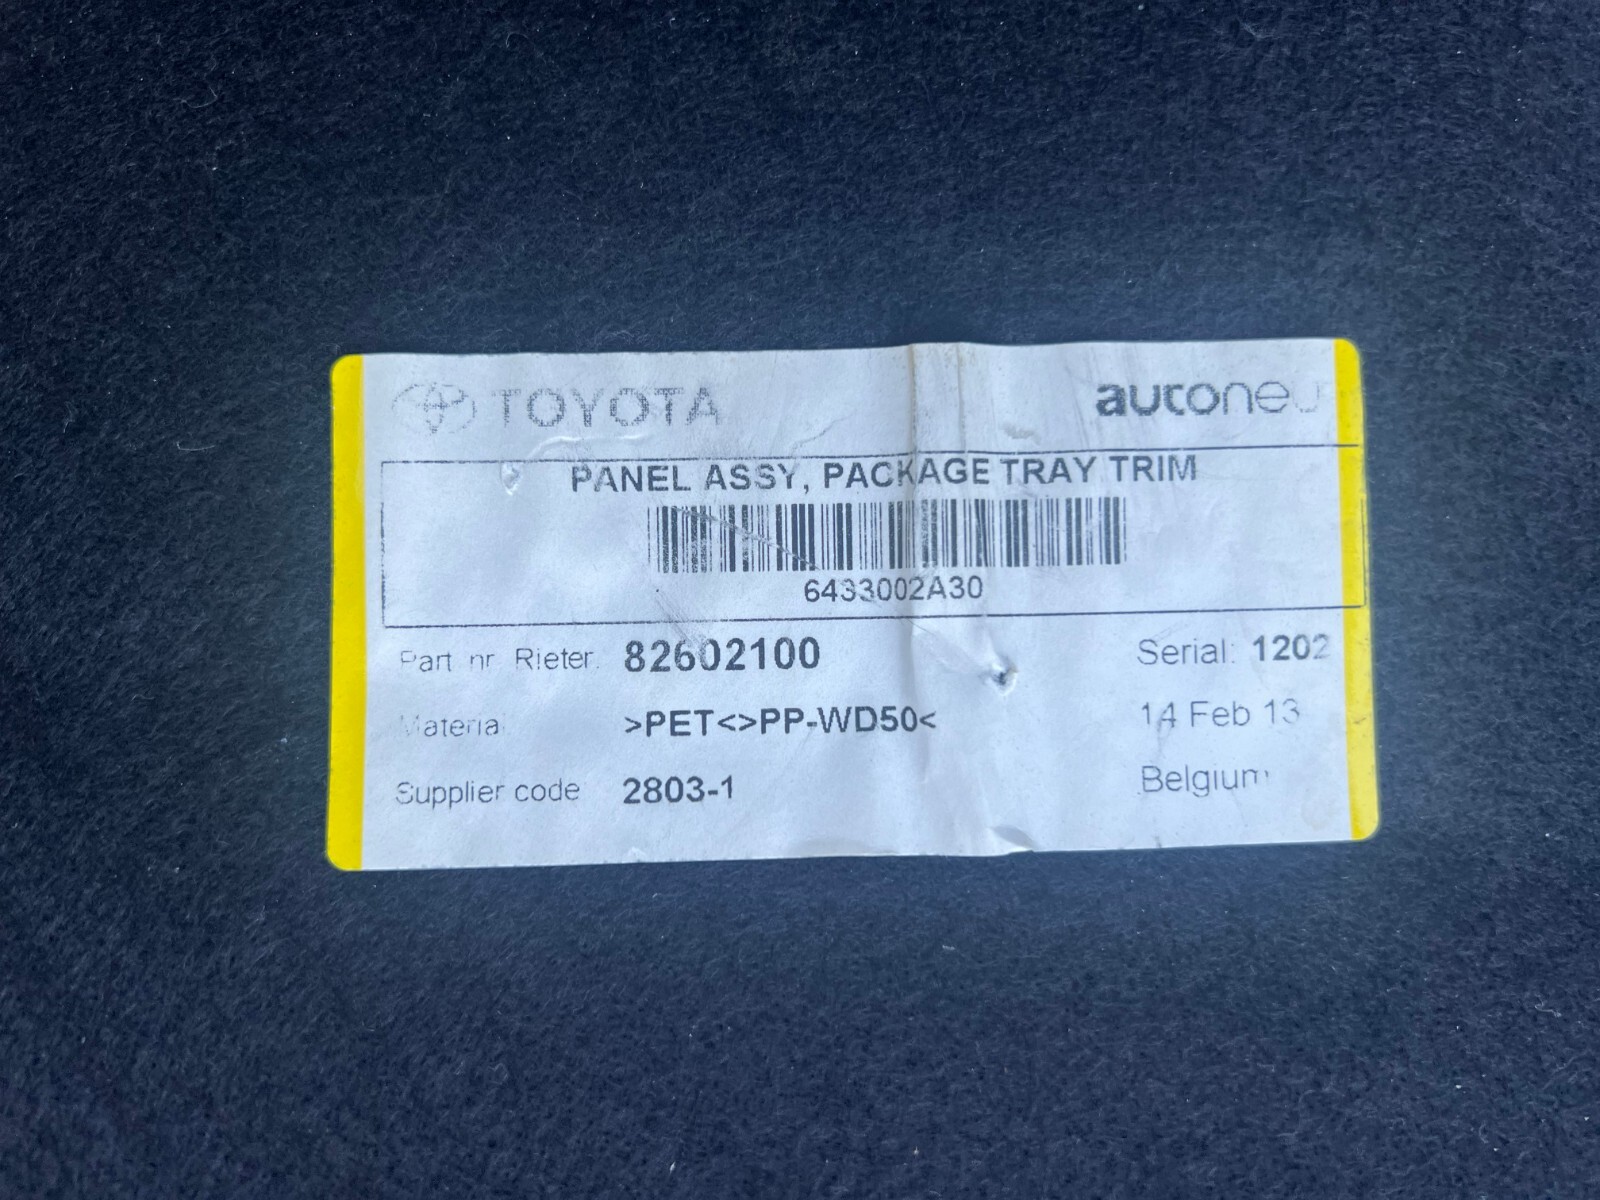 TOYOTA autoneu
PANEL ASSY, PACKAGE TRAY TRIM
6433002A30
Part nr Rieter: 82602100 Serial: 1202
Material >PET<>PP-WD50< 14 Feb 13
Supplier code 2803-1 Belgium